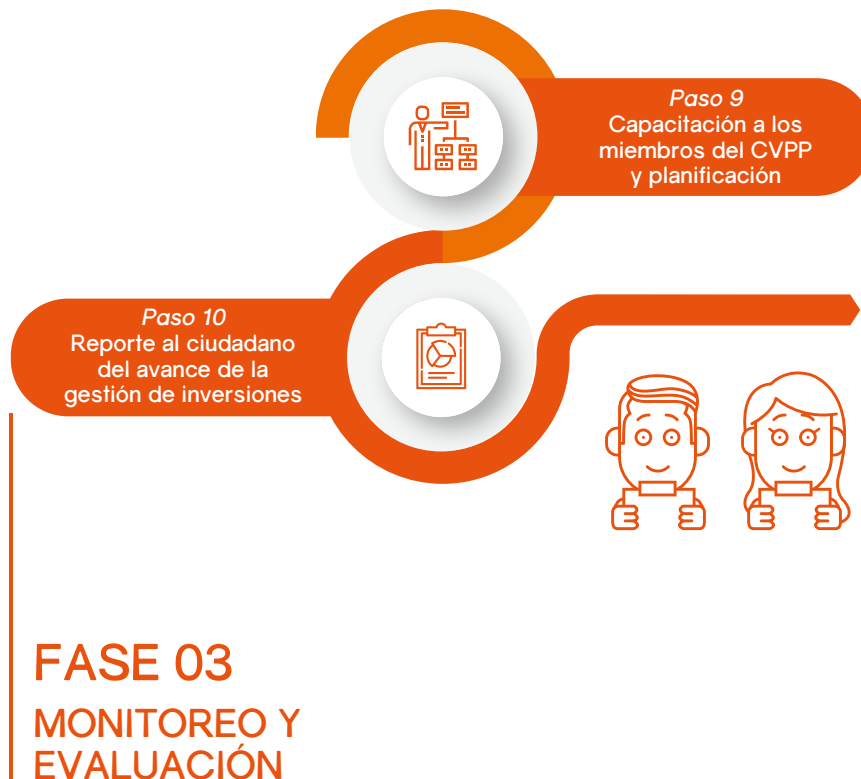 Paso 9
Capacitación a los
miembros del CVPP
y planificación
Paso 10
Reporte al ciudadano
del avance de la
gestión de inversiones
FASE 03
MONITOREO Y
EVALUACIÓN